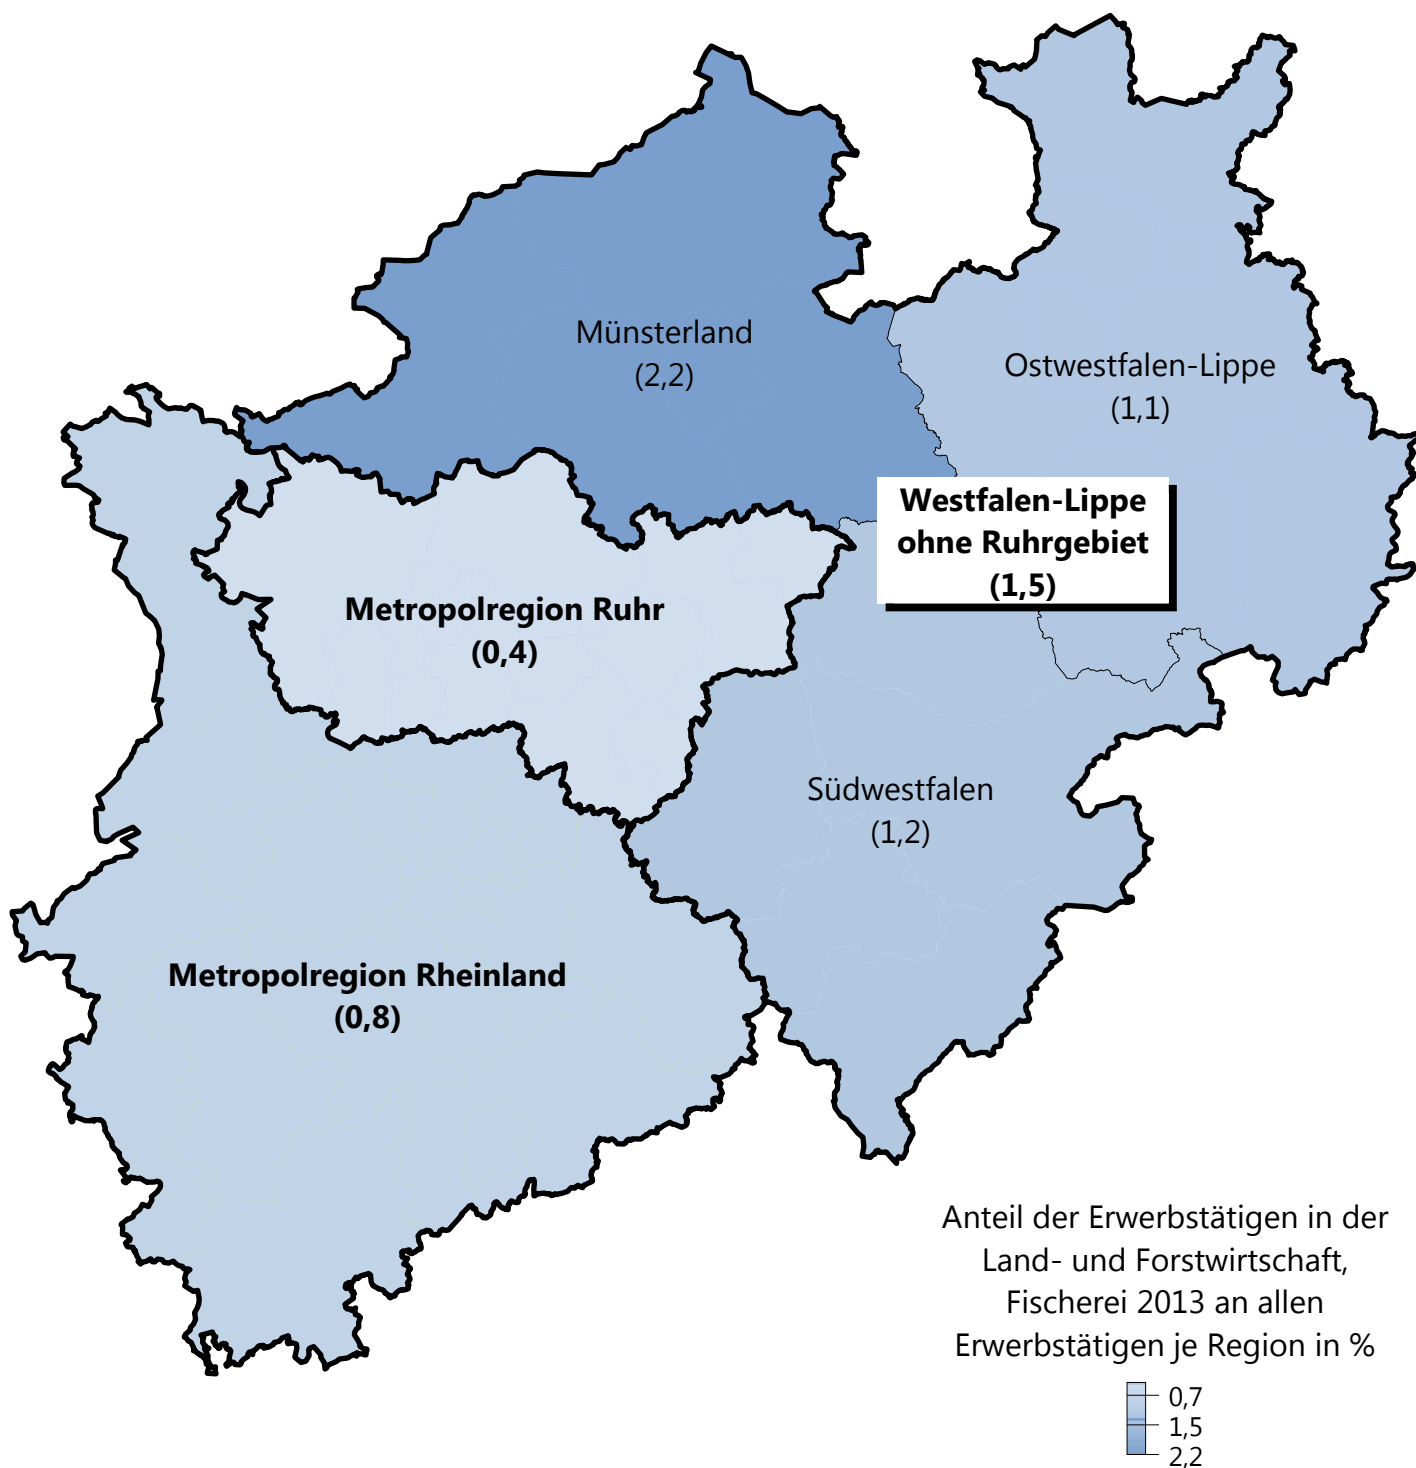 Münsterland
(2,2)
Ostwestfalen-Lippe
(1,1)
Westfalen-Lippe
ohne Ruhrgebiet
(1,5)
Metropolregion Ruhr
(0,4)
Südwestfalen
(1,2)
Metropolregion Rheinland
(0,8)
Anteil der Erwerbstätigen in der
Land- und Forstwirtschaft,
Fischerei 2013 an allen
Erwerbstätigen je Region in %
0,7
1,5
2,2